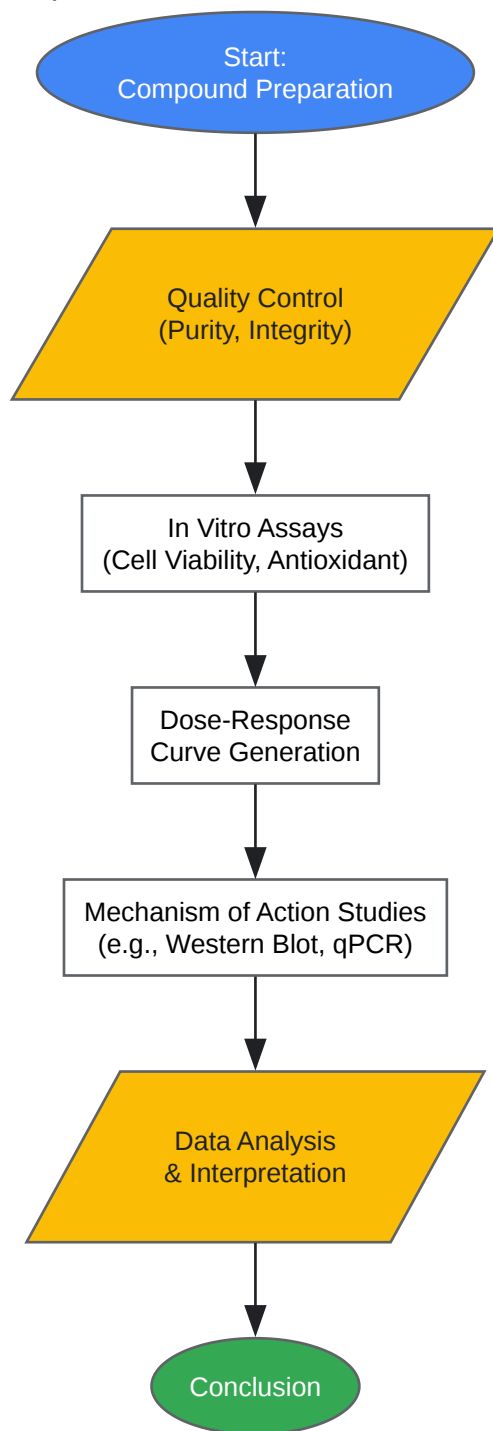 Start:
Compound Preparation
Quality Control
(Purity, Integrity)
In Vitro Assays
(Cell Viability, Antioxidant)
Dose-Response
Curve Generation
Mechanism of Action Studies
(e.g., Western Blot, qPCR)
Data Analysis
& Interpretation
Conclusion